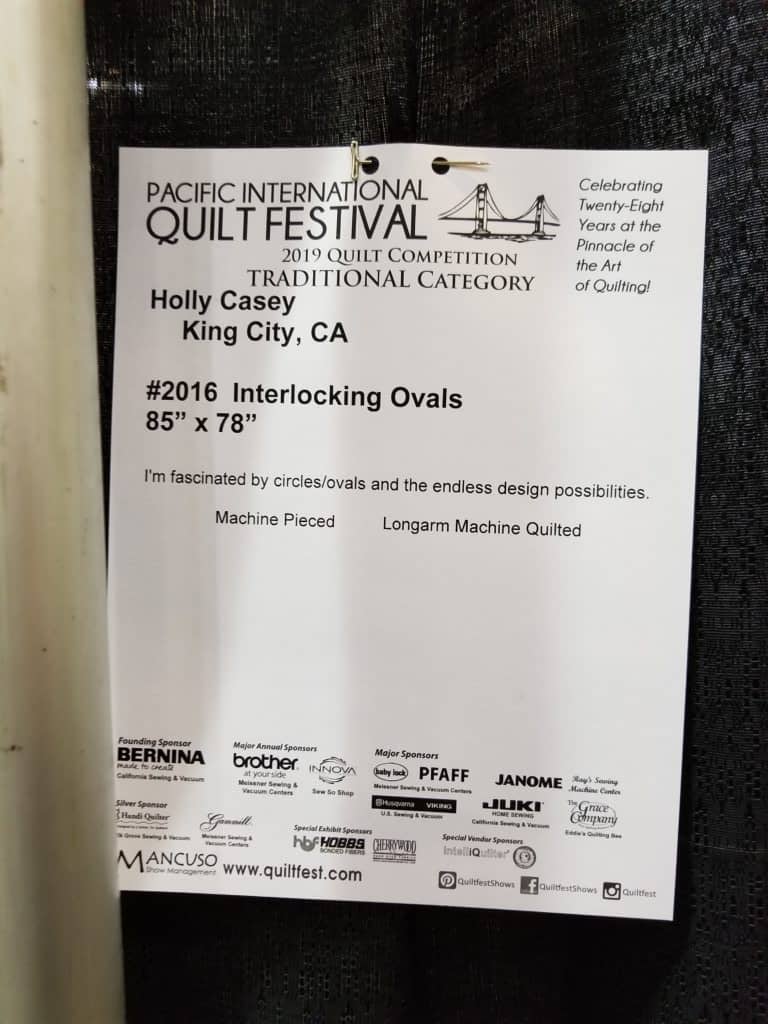 PACIFIC INTERNATIONAL
QUILT FESTIVAL
2019 QUILT COMPETITION
TRADITIONAL CATEGORY
Celebrating
Twenty-Eight
Years at the
Pinnacle of
the Art
of Quilting!
Holly Casey
King City, CA
#2016 Interlocking Ovals
85” x 78”
I'm fascinated by circles/ovals and the endless design possibilities.
Machine Pieced Longarm Machine Quilted
Founding Sponsor
BERNINA
made to create
California Sewing & Vacuum
Major Annual Sponsors
brother
at your side
Meissner Sewing &
Vacuum Centers
INNOVA
Sew So Shop
Major Sponsors
baby lock PFAFF
Meissner Sewing & Vacuum Centers
Husqvarna VIKING
U.S. Sewing & Vacuum
JANOME
Ray's Sewing
Machine Center
JUKI
HOME SEWING
California Sewing & Vacuum
The Grace
Company
Eddie's Quilting Bee
Silver Sponsor
Handi Quilter
Elk Grove Sewing & Vacuum
Gammill
Meissner Sewing &
Vacuum Centers
Special Exhibit Sponsors
hbf HOBBS
BONDED FIBERS
CHERRYWOOD
Special Vendor Sponsors
IntelliQuilter
MANCUSO
Show Management
www.quiltfest.com
QuiltfestShows QuiltfestShows Quiltfest